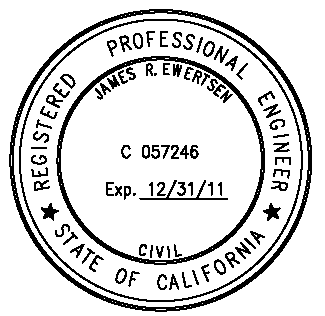 REGISTERED PROFESSIONAL ENGINEER
JAMES R. EWERTSEN
C 057246
Exp. 12/31/11
CIVIL
★ STATE OF CALIFORNIA ★